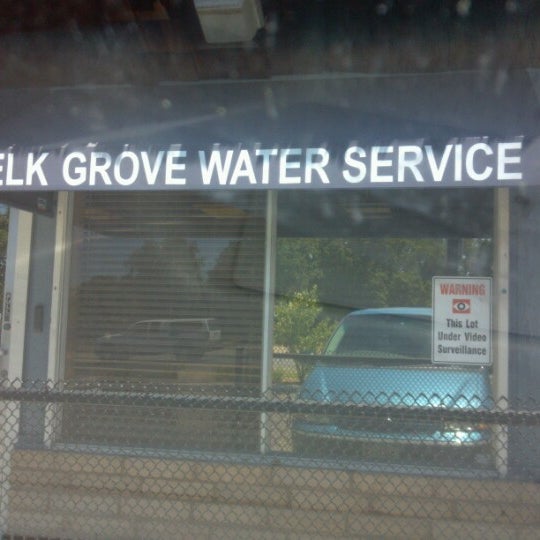 ELK GROVE WATER SERVICE
WARNING
This Lot
Under Video
Surveillance